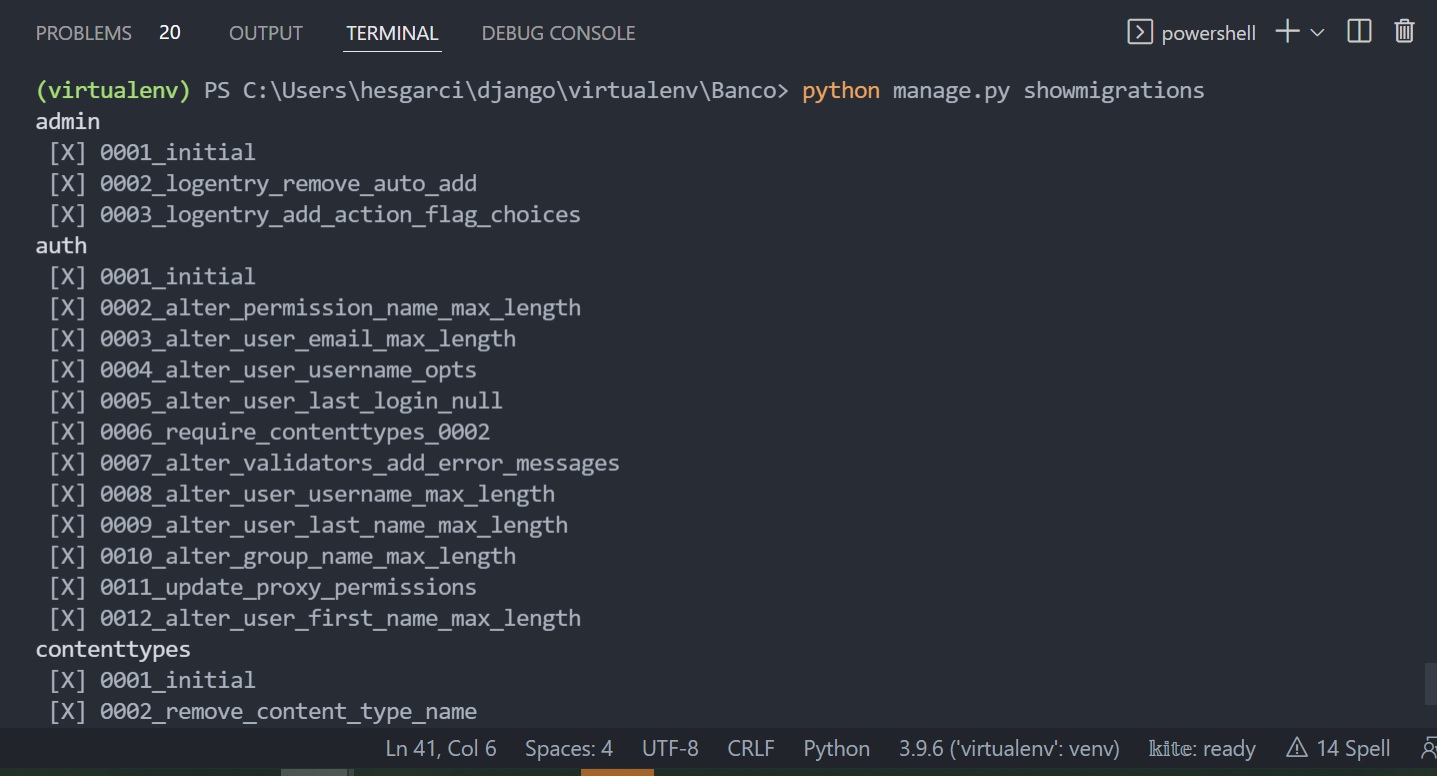 PROBLEMS 20 OUTPUT TERMINAL DEBUG CONSOLE powershell
(virtualenv) PS C:\Users\hesgarci\django\virtualenv\Banco> python manage.py showmigrations
admin
[X] 0001_initial
[X] 0002_logentry_remove_auto_add
[X] 0003_logentry_add_action_flag_choices
auth
[X] 0001_initial
[X] 0002_alter_permission_name_max_length
[X] 0003_alter_user_email_max_length
[X] 0004_alter_user_username_opts
[X] 0005_alter_user_last_login_null
[X] 0006_require_contenttypes_0002
[X] 0007_alter_validators_add_error_messages
[X] 0008_alter_user_username_max_length
[X] 0009_alter_user_last_name_max_length
[X] 0010_alter_group_name_max_length
[X] 0011_update_proxy_permissions
[X] 0012_alter_user_first_name_max_length
contenttypes
[X] 0001_initial
[X] 0002_remove_content_type_name
Ln 41, Col 6 Spaces: 4 UTF-8 CRLF Python 3.9.6 ('virtualenv': venv) 𝕜𝕚𝕥𝕖: ready 14 Spell